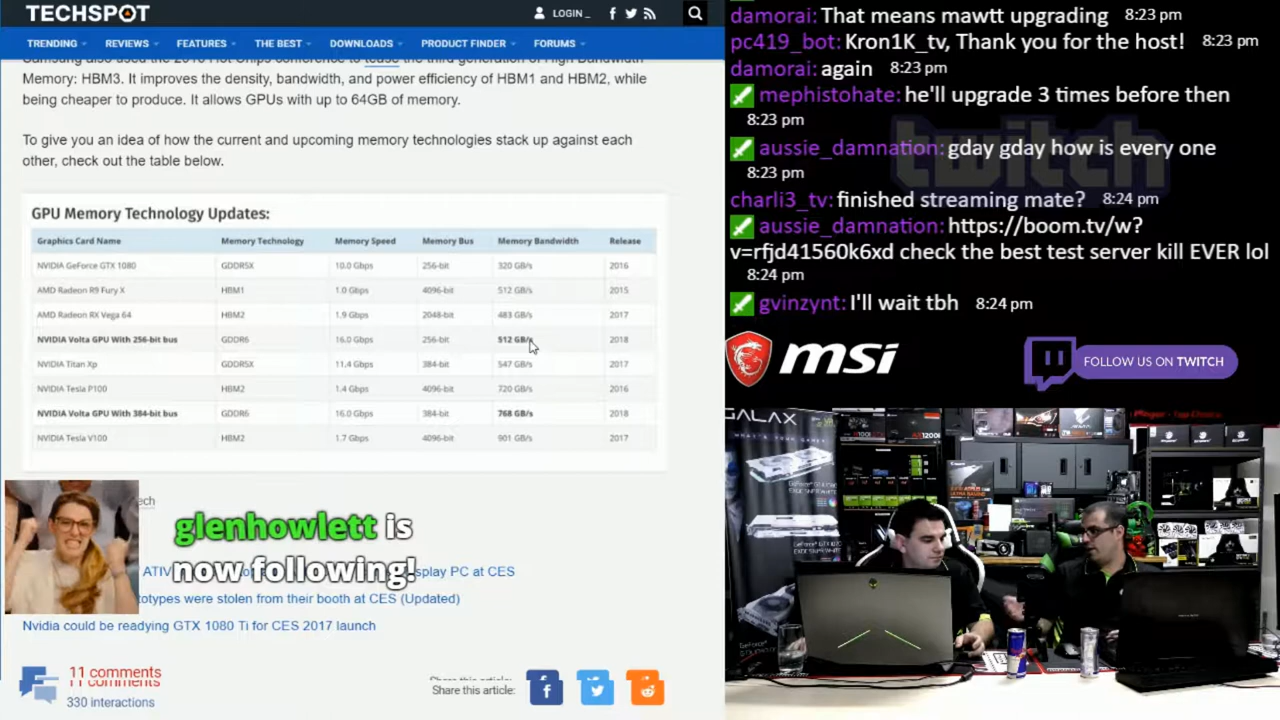 TECHSPOT
LOGIN_
TRENDING
REVIEWS
FEATURES
THE BEST
DOWNLOADS
PRODUCT FINDER
FORUMS
Memory: HBM3. It improves the density, bandwidth, and power efficiency of HBM1 and HBM2, while
being cheaper to produce. It allows GPUs with up to 64GB of memory.
To give you an idea of how the current and upcoming memory technologies stack up against each
other, check out the table below.
GPU Memory Technology Updates:
Graphics Card Name Memory Technology Memory Speed Memory Bus Memory Bandwidth Release
NVIDIA GeForce GTX 1080 GDDR5X 10.0 Gbps 256-bit 320 GB/s 2016
AMD Radeon R9 Fury X HBM1 1.0 Gbps 4096-bit 512 GB/s 2015
AMD Radeon RX Vega 64 HBM2 1.9 Gbps 2048-bit 483 GB/s 2017
NVIDIA Volta GPU With 256-bit bus GDDR6 16.0 Gbps 256-bit 512 GB/s 2018
NVIDIA Titan Xp GDDR5X 11.4 Gbps 384-bit 547 GB/s 2017
NVIDIA Tesla P100 HBM2 1.4 Gbps 4096-bit 720 GB/s 2016
NVIDIA Volta GPU With 384-bit bus GDDR6 16.0 Gbps 384-bit 768 GB/s 2018
NVIDIA Tesla V100 HBM2 1.7 Gbps 4096-bit 901 GB/s 2017
ech
glenhowlett is
now following!
ATIV
splay PC at CES
totypes were stolen from their booth at CES (Updated)
Nvidia could be readying GTX 1080 Ti for CES 2017 launch
11 comments
330 interactions
Share this article:
damorai: That means mawtt upgrading 8:23 pm
pc419_bot: Kron1K_tv, Thank you for the host! 8:23 pm
damorai: again 8:23 pm
mephistohate: he'll upgrade 3 times before then
8:23 pm
aussie_damnation: gday gday how is every one
8:23 pm
charli3_tv: finished streaming mate? 8:24 pm
aussie_damnation: https://boom.tv/w?
v=rfjd41560k6xd check the best test server kill EVER lol
8:24 pm
gvinzynt: I'll wait tbh 8:24 pm
twitch
msi
FOLLOW US ON TWITCH
GALAX
WHAT'S YOUR GAME?